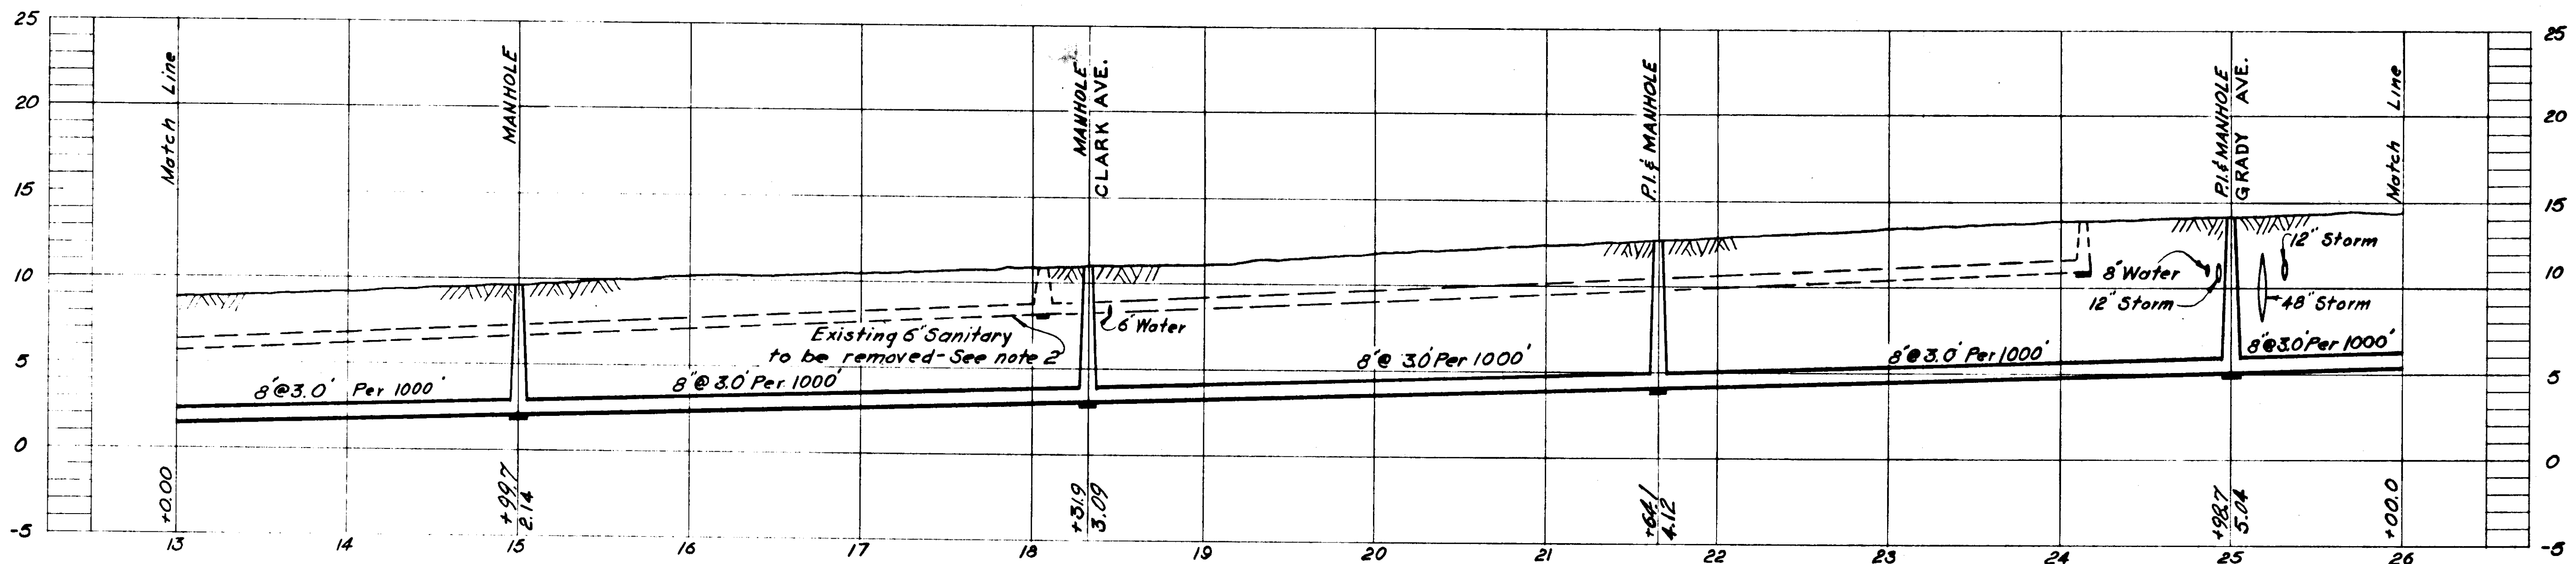 25
20
15
10
5
0
-5
Match Line
MANHOLE
MANHOLE
CLARK AVE.
P.I. & MANHOLE
P.I. & MANHOLE
GRADY AVE.
Match Line
25
20
15
10
5
0
-5
12" Storm
8" Water
12" Storm
48" Storm
6" Water
Existing 6" Sanitary
to be removed-See note 2
8"@3.0' Per 1000'
8"@3.0' Per 1000'
8"@3.0' Per 1000'
8"@3.0' Per 1000'
8"@3.0' Per 1000'
+0.00
+99.7
2.14
+31.9
3.09
+64.1
4.12
+98.7
5.04
+00.0
13 14 15 16 17 18 19 20 21 22 23 24 25 26